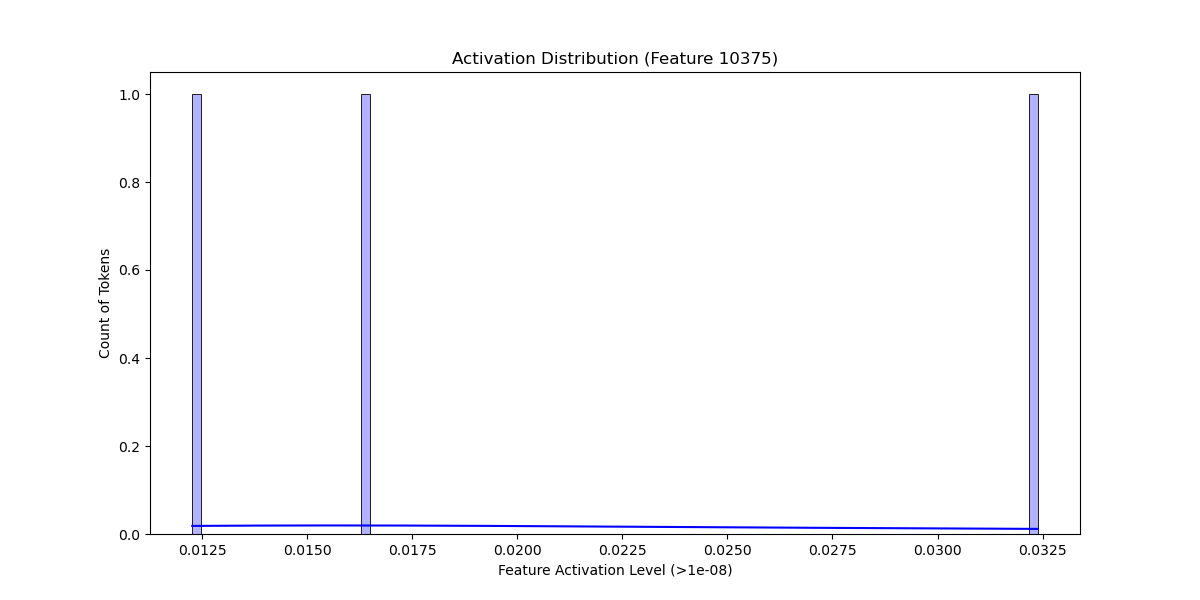 Activation Distribution (Feature 10375)
Count of Tokens
1.0
0.8
0.6
0.4
0.2
0.0
0.0125 0.0150 0.0175 0.0200 0.0225 0.0250 0.0275 0.0300 0.0325
Feature Activation Level (>1e-08)